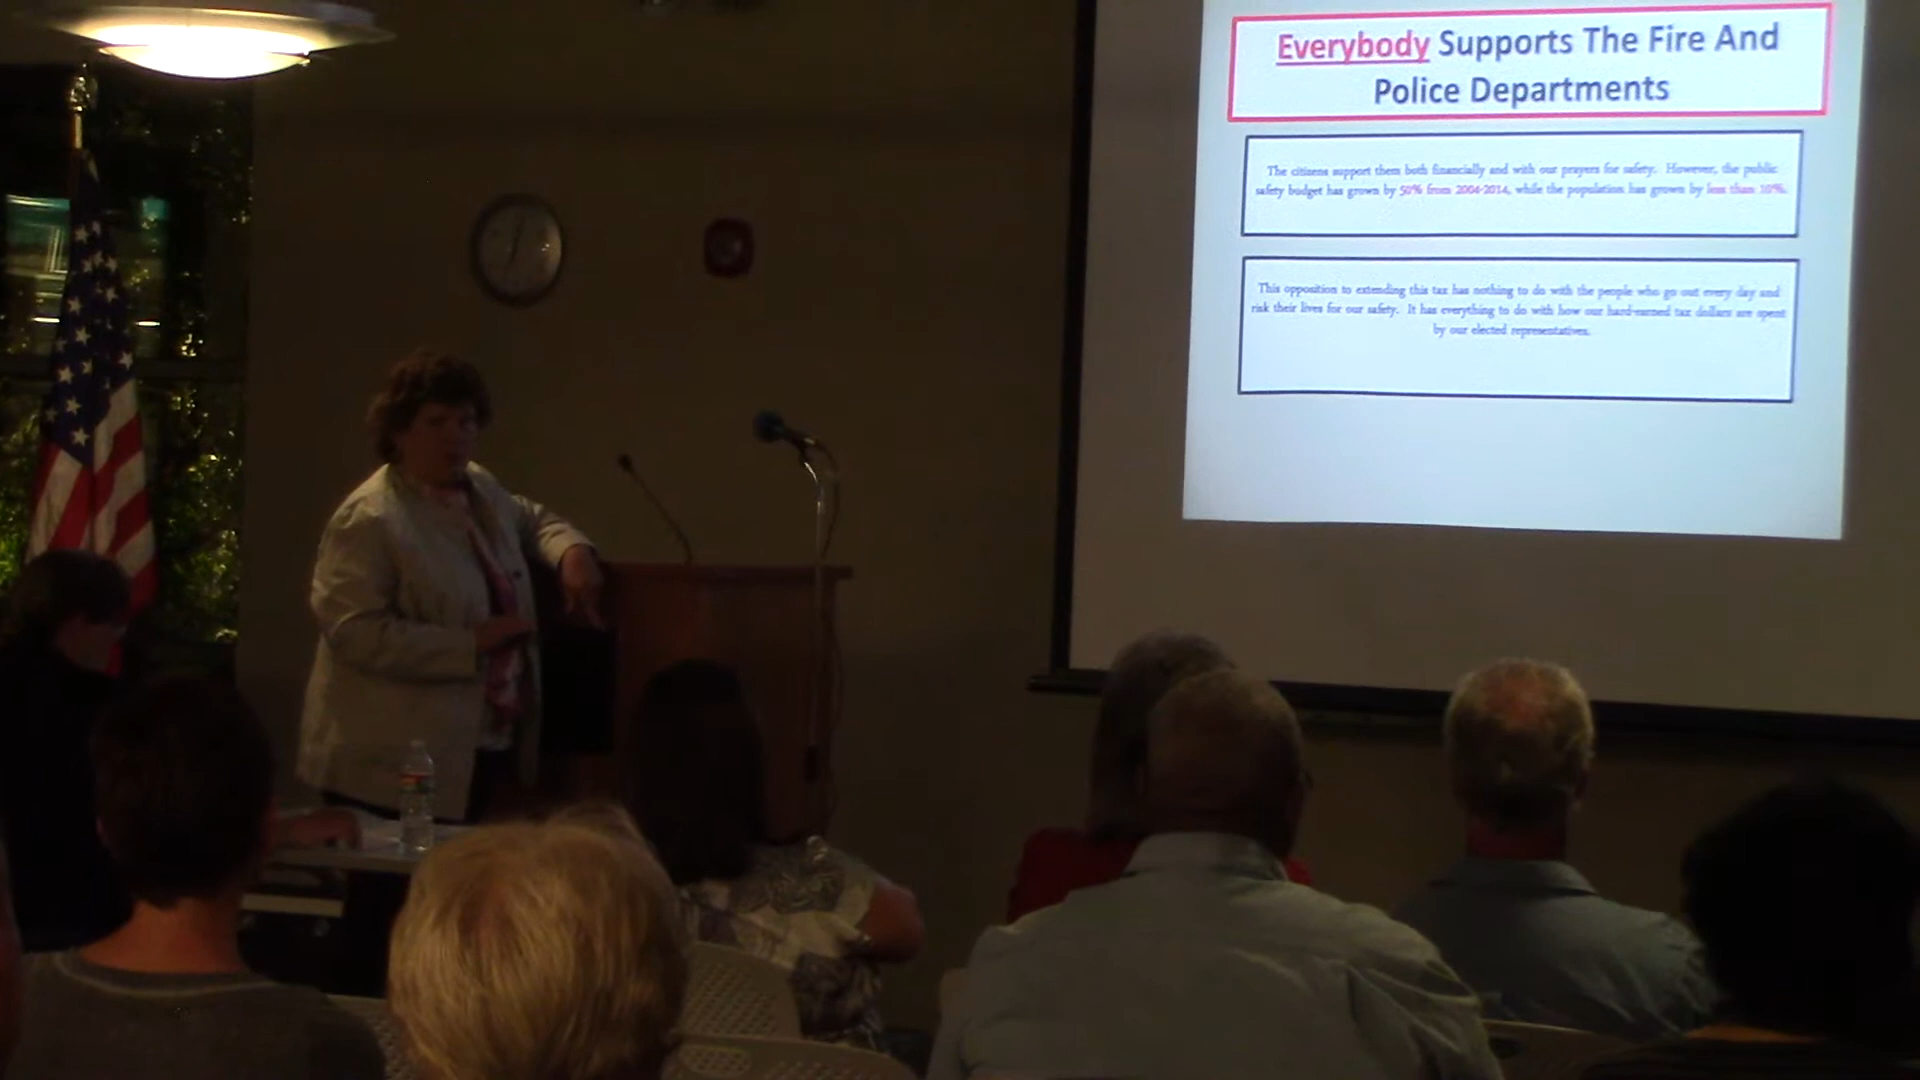 Everybody Supports The Fire And
Police Departments
The citizens support them both financially and with our prayers for safety. However, the public
safety budget has grown by 50% from 2004-2014, while the population has grown by less than 10%.
This opposition to extending this tax has nothing to do with the people who go out every day and
risk their lives for our safety. It has everything to do with how our hard-earned tax dollars are spent
by our elected representatives.